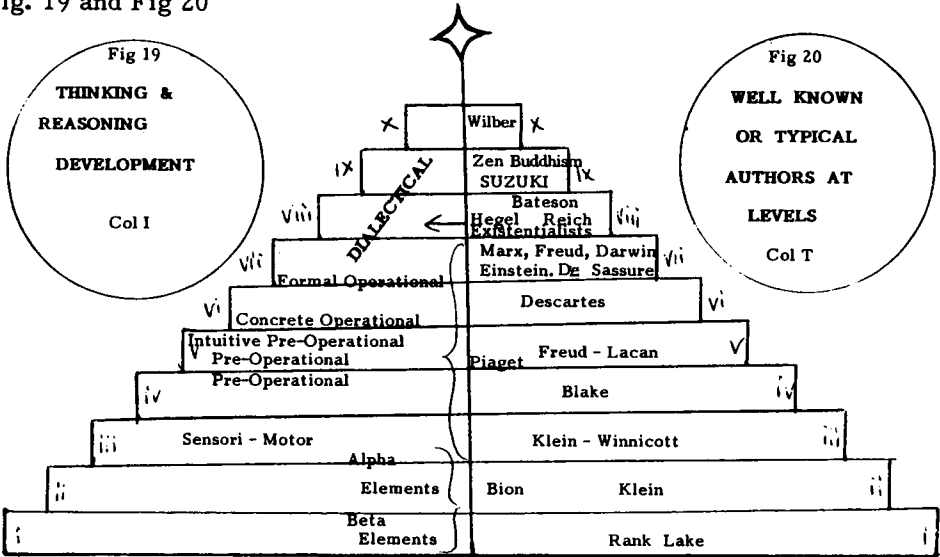 Fig. 19 and Fig 20
Fig 19
THINKING &
REASONING
DEVELOPMENT
Col I
Fig 20
WELL KNOWN
OR TYPICAL
AUTHORS AT
LEVELS
Col T
x Wilber x
ix Zen Buddhism ix
SUZUKI
DIALECTICAL
viii Bateson viii
Hegel Reich
Existentialists
vii Marx, Freud, Darwin vii
Einstein. De Sassure
Formal Operational
vi Descartes vi
Concrete Operational
Intuitive Pre-Operational
v Pre-Operational Piaget Freud - Lacan v
Pre-Operational
iv Blake iv
iii Sensori - Motor Klein - Winnicott iii
Alpha
ii Elements Bion Klein ii
Beta
i Elements Rank Lake i